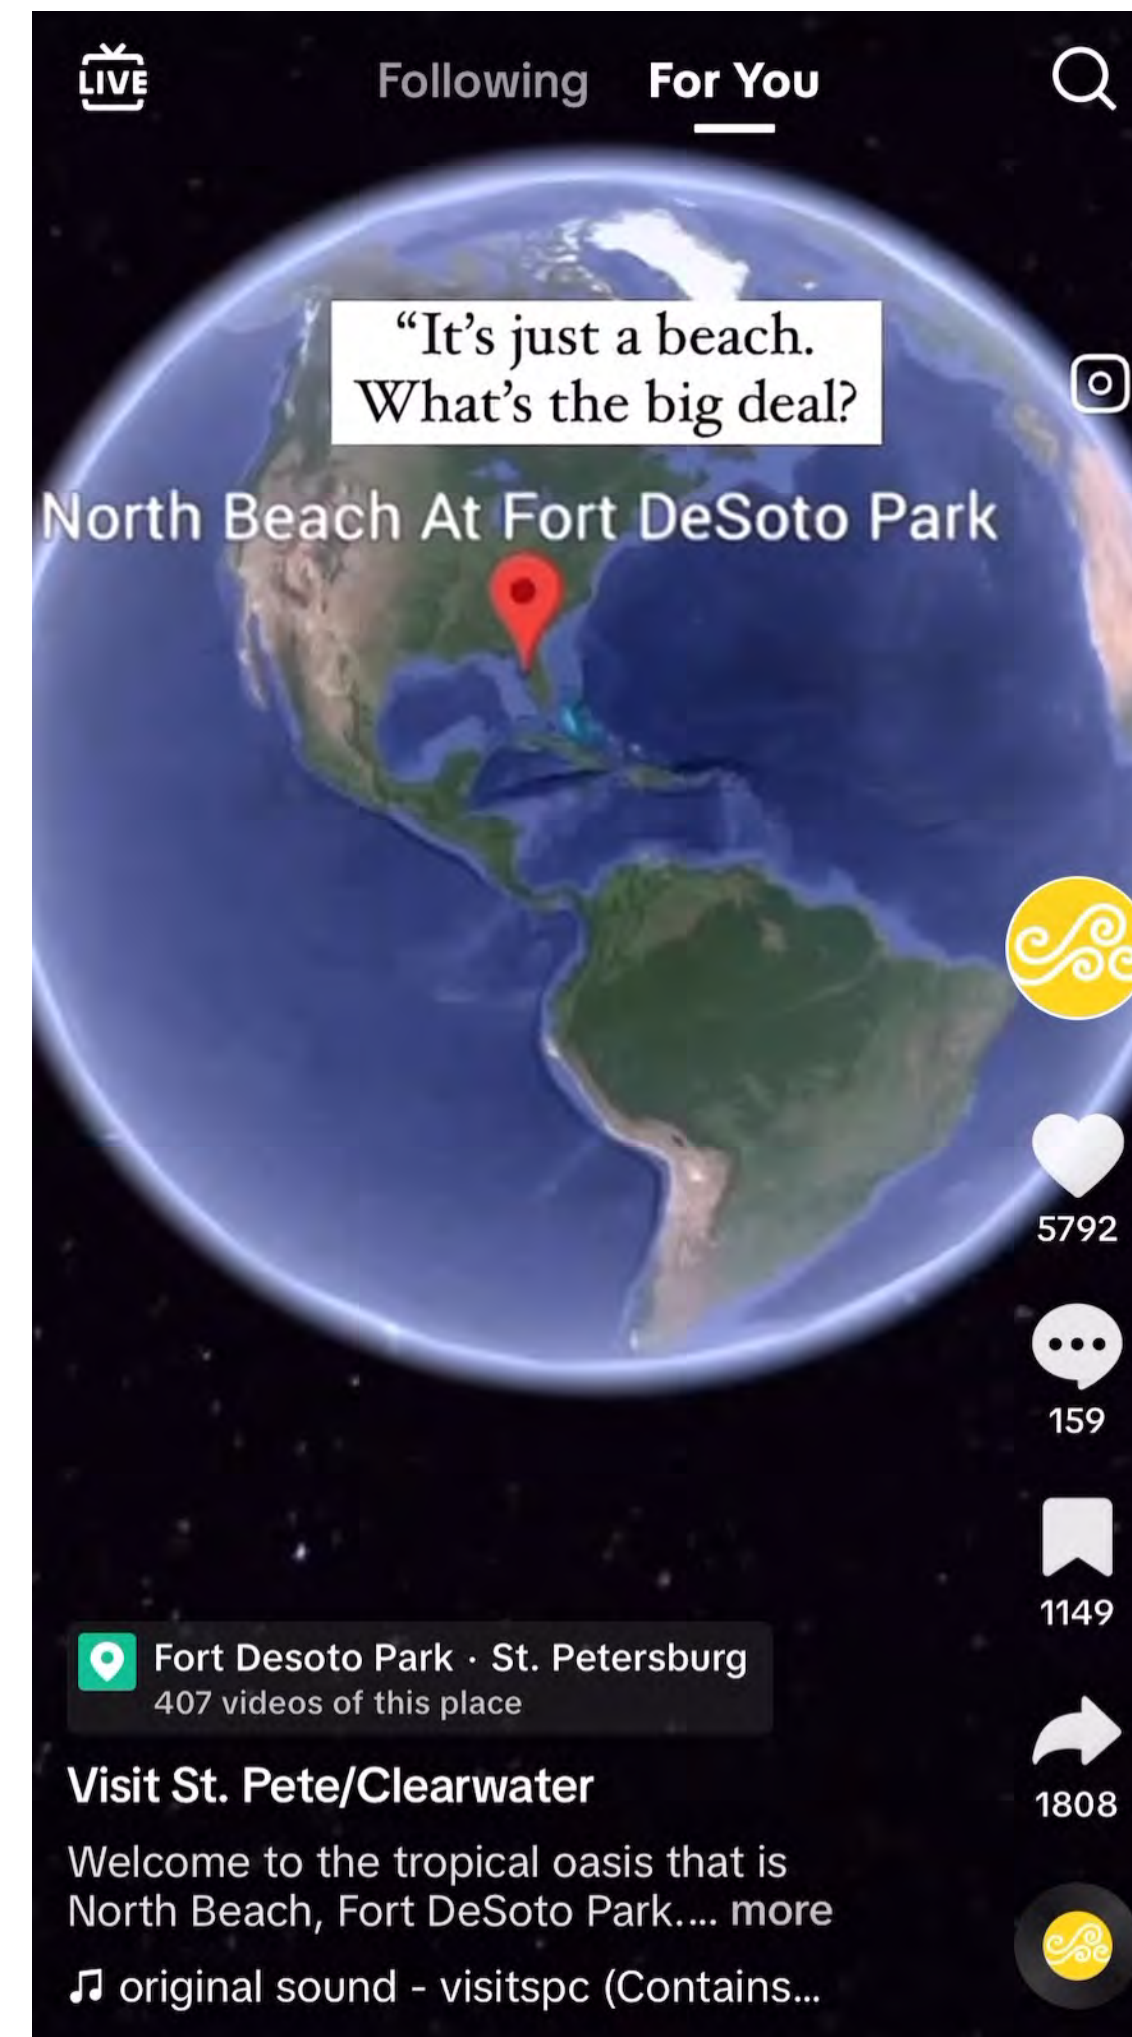 LIVE
Following
For You
“It’s just a beach.
What’s the big deal?
North Beach At Fort DeSoto Park
5792
159
1149
1808
Fort Desoto Park · St. Petersburg
407 videos of this place
Visit St. Pete/Clearwater
Welcome to the tropical oasis that is
North Beach, Fort DeSoto Park.... more
original sound - visitspc (Contains...